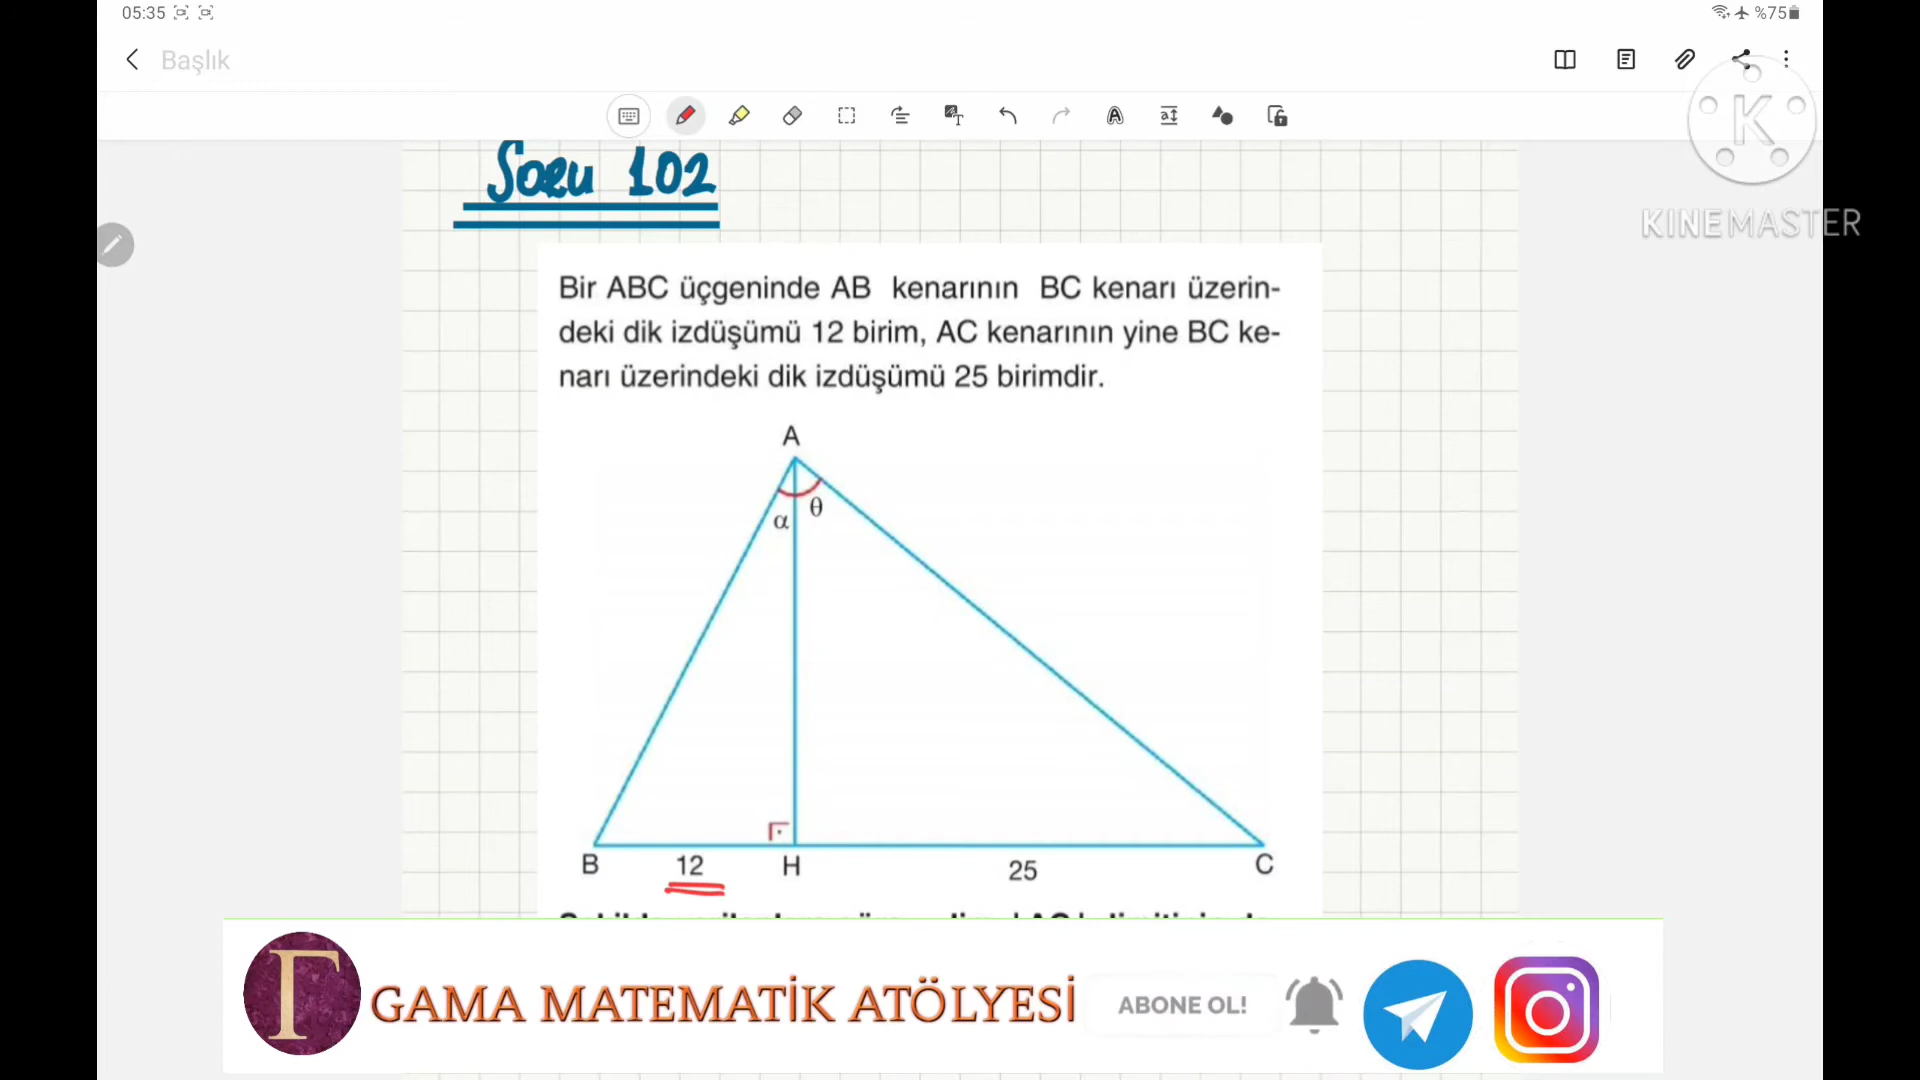 05:35
%75
Başlık
KINEMASTER
Soru 102
Bir ABC üçgeninde AB kenarının BC kenarı üzerin-
deki dik izdüşümü 12 birim, AC kenarının yine BC ke-
narı üzerindeki dik izdüşümü 25 birimdir.
A
α θ
B 12 H 25 C
GAMA MATEMATİK ATÖLYESİ
ABONE OL!